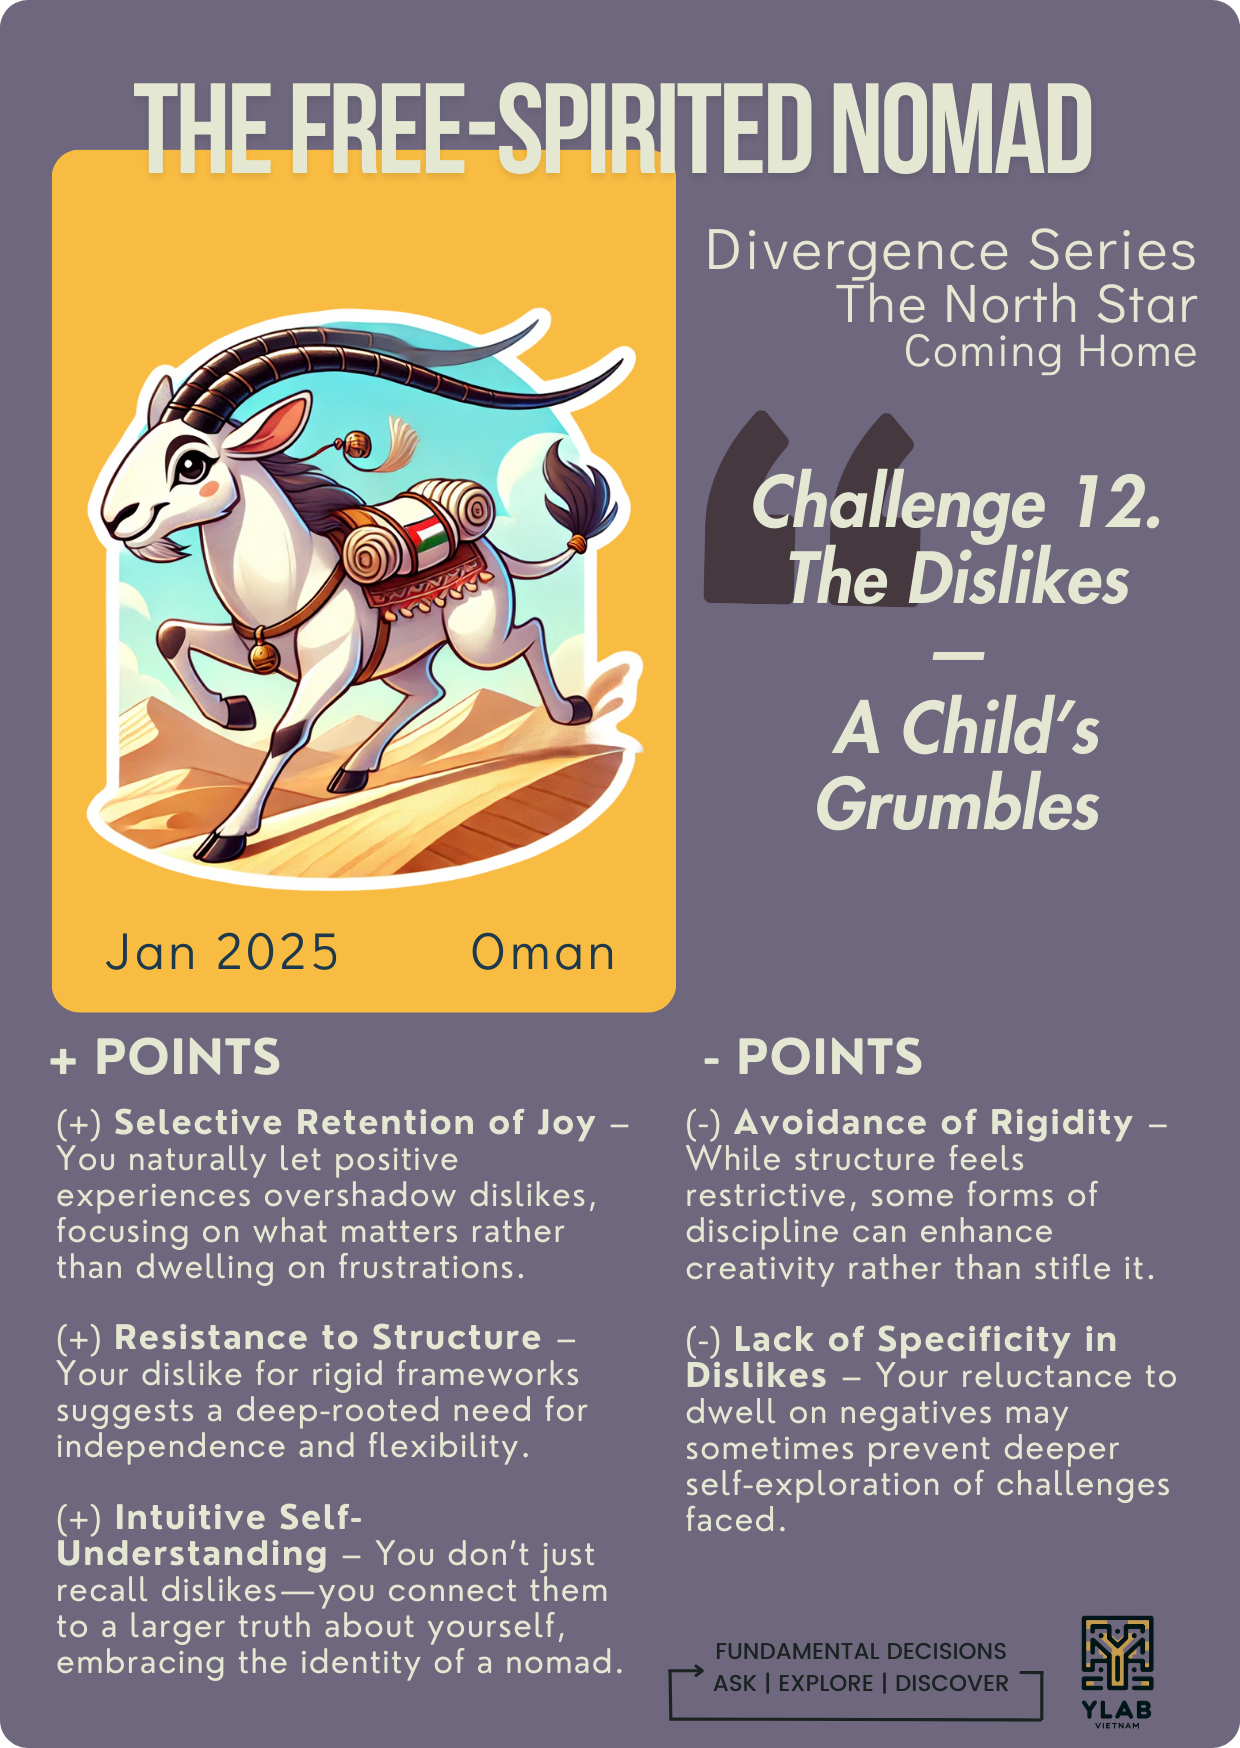 THE FREE-SPIRITED NOMAD
Divergence Series
The North Star
Coming Home
Challenge 12.
The Dislikes
—
A Child’s
Grumbles
Jan 2025 Oman
+ POINTS
(+) Selective Retention of Joy –
You naturally let positive
experiences overshadow dislikes,
focusing on what matters rather
than dwelling on frustrations.
(+) Resistance to Structure –
Your dislike for rigid frameworks
suggests a deep-rooted need for
independence and flexibility.
(+) Intuitive Self-
Understanding – You don’t just
recall dislikes—you connect them
to a larger truth about yourself,
embracing the identity of a nomad.
- POINTS
(-) Avoidance of Rigidity –
While structure feels
restrictive, some forms of
discipline can enhance
creativity rather than stifle it.
(-) Lack of Specificity in
Dislikes – Your reluctance to
dwell on negatives may
sometimes prevent deeper
self-exploration of challenges
faced.
FUNDAMENTAL DECISIONS
ASK | EXPLORE | DISCOVER
YLAB
VIETNAM